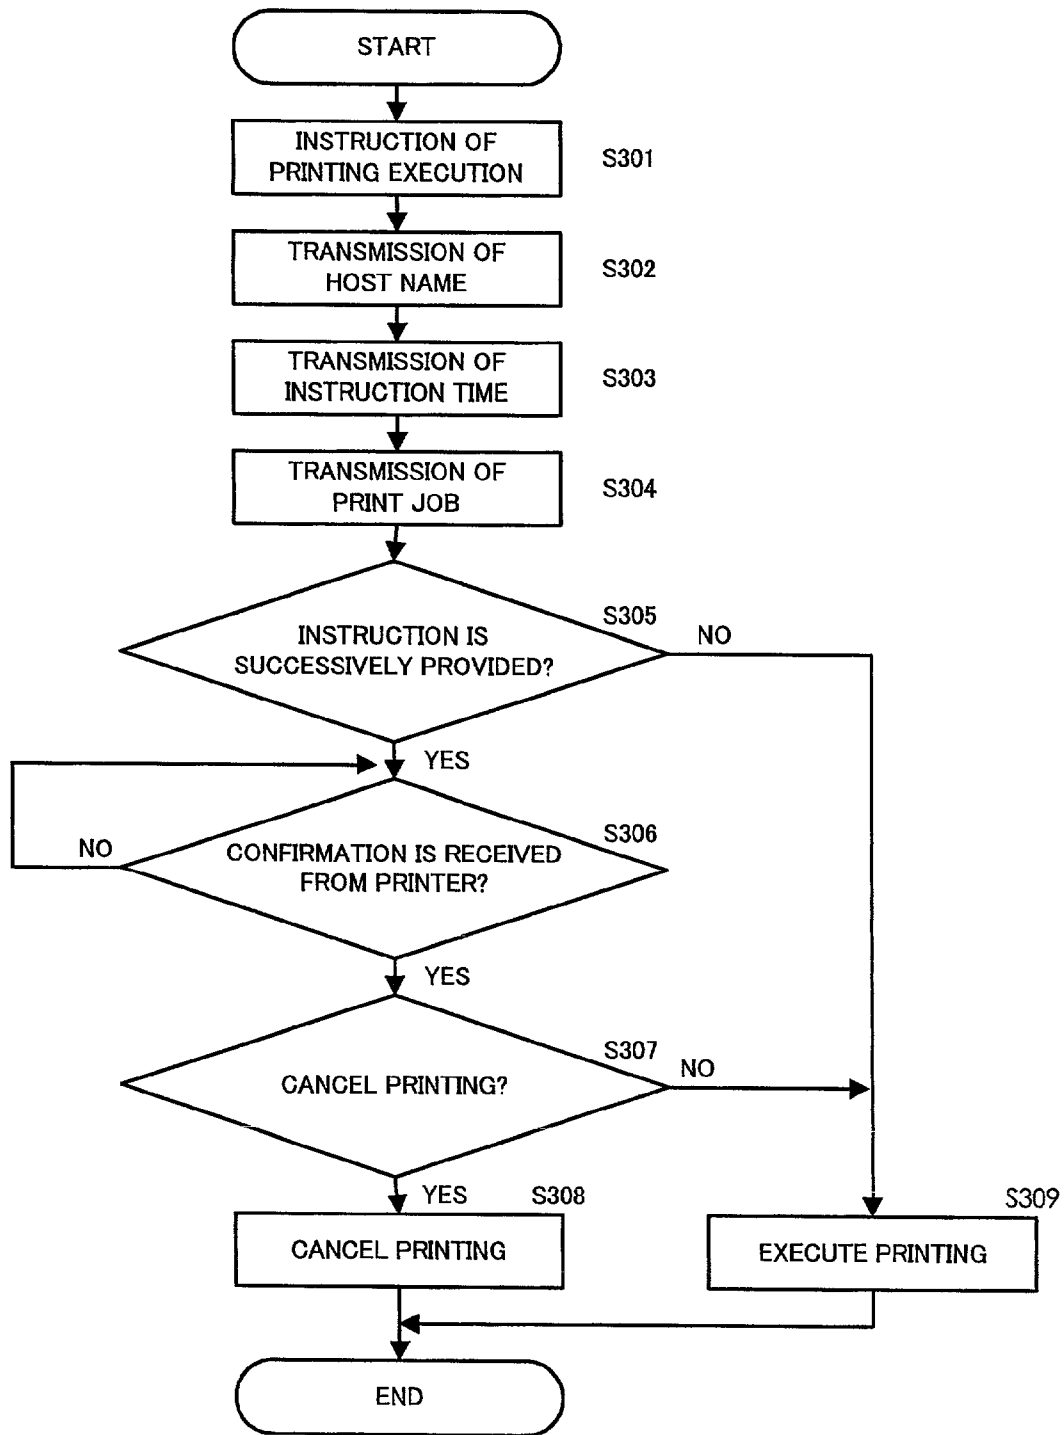 START
INSTRUCTION OF
PRINTING EXECUTION
S301
TRANSMISSION OF
HOST NAME
S302
TRANSMISSION OF
INSTRUCTION TIME
S303
TRANSMISSION OF
PRINT JOB
S304
S305
INSTRUCTION IS
SUCCESSIVELY PROVIDED?
NO
YES
S306
NO
CONFIRMATION IS RECEIVED
FROM PRINTER?
YES
S307
CANCEL PRINTING?
NO
YES
S308
CANCEL PRINTING
S309
EXECUTE PRINTING
END